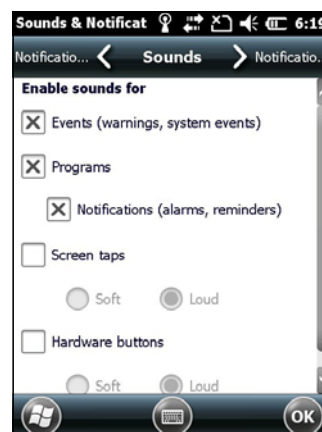 Sounds & Notificat 6:19
Notificatio... Sounds Notificatio.
Enable sounds for
Events (warnings, system events)
Programs
Notifications (alarms, reminders)
Screen taps
Soft Loud
Hardware buttons
Soft Loud
OK